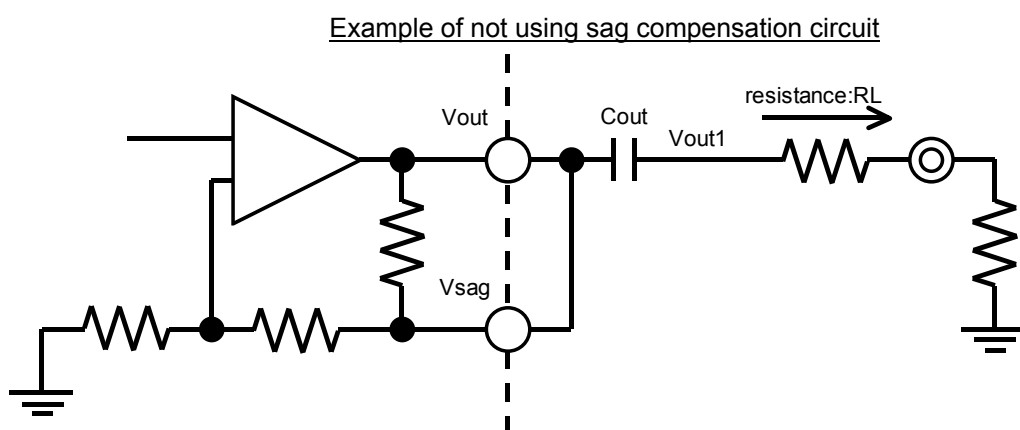 Example of not using sag compensation circuit
resistance:RL
Vout
Cout
Vout1
Vsag